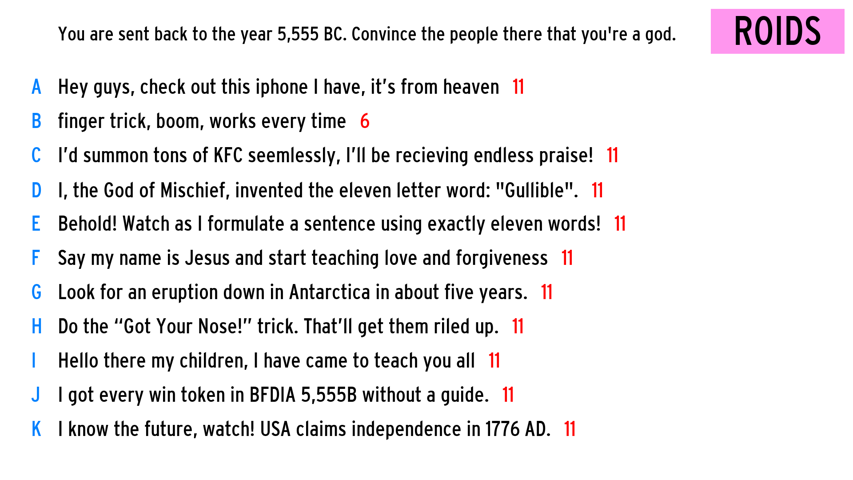 You are sent back to the year 5,555 BC. Convince the people there that you're a god.
ROIDS
A Hey guys, check out this iphone I have, it’s from heaven 11
B finger trick, boom, works every time 6
C I’d summon tons of KFC seemlessly, I’ll be recieving endless praise! 11
D I, the God of Mischief, invented the eleven letter word: "Gullible". 11
E Behold! Watch as I formulate a sentence using exactly eleven words! 11
F Say my name is Jesus and start teaching love and forgiveness 11
G Look for an eruption down in Antarctica in about five years. 11
H Do the “Got Your Nose!” trick. That’ll get them riled up. 11
I Hello there my children, I have came to teach you all 11
J I got every win token in BFDIA 5,555B without a guide. 11
K I know the future, watch! USA claims independence in 1776 AD. 11